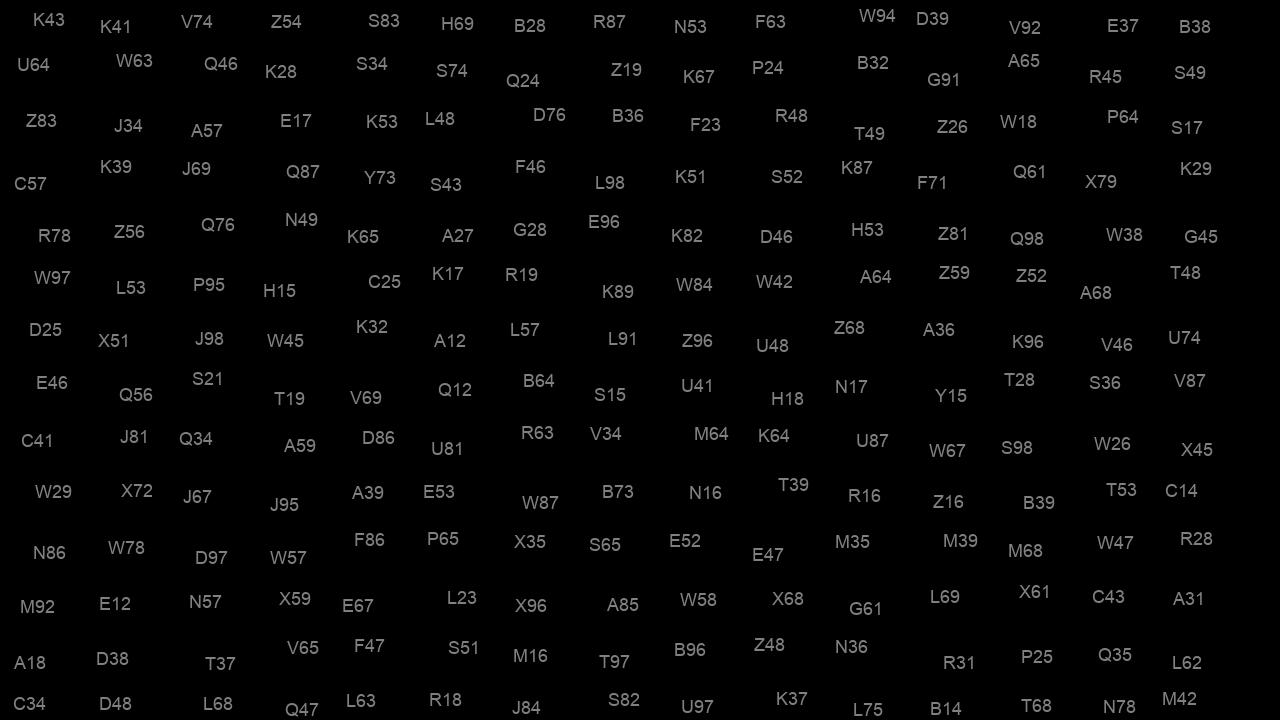 K43 K41 V74 Z54 S83 H69 B28 R87 N53 F63 W94 D39 V92 E37 B38
U64 W63 Q46 K28 S34 S74 Q24 Z19 K67 P24 B32 G91 A65 R45 S49
Z83 J34 A57 E17 K53 L48 D76 B36 F23 R48 T49 Z26 W18 P64 S17
C57 K39 J69 Q87 Y73 S43 F46 L98 K51 S52 K87 F71 Q61 X79 K29
R78 Z56 Q76 N49 K65 A27 G28 E96 K82 D46 H53 Z81 Q98 W38 G45
W97 L53 P95 H15 C25 K17 R19 K89 W84 W42 A64 Z59 Z52 A68 T48
D25 X51 J98 W45 K32 A12 L57 L91 Z96 U48 Z68 A36 K96 V46 U74
E46 Q56 S21 T19 V69 Q12 B64 S15 U41 H18 N17 Y15 T28 S36 V87
C41 J81 Q34 A59 D86 U81 R63 V34 M64 K64 U87 W67 S98 W26 X45
W29 X72 J67 J95 A39 E53 W87 B73 N16 T39 R16 Z16 B39 T53 C14
N86 W78 D97 W57 F86 P65 X35 S65 E52 E47 M35 M39 M68 W47 R28
M92 E12 N57 X59 E67 L23 X96 A85 W58 X68 G61 L69 X61 C43 A31
A18 D38 T37 V65 F47 S51 M16 T97 B96 Z48 N36 R31 P25 Q35 L62
C34 D48 L68 Q47 L63 R18 J84 S82 U97 K37 L75 B14 T68 N78 M42